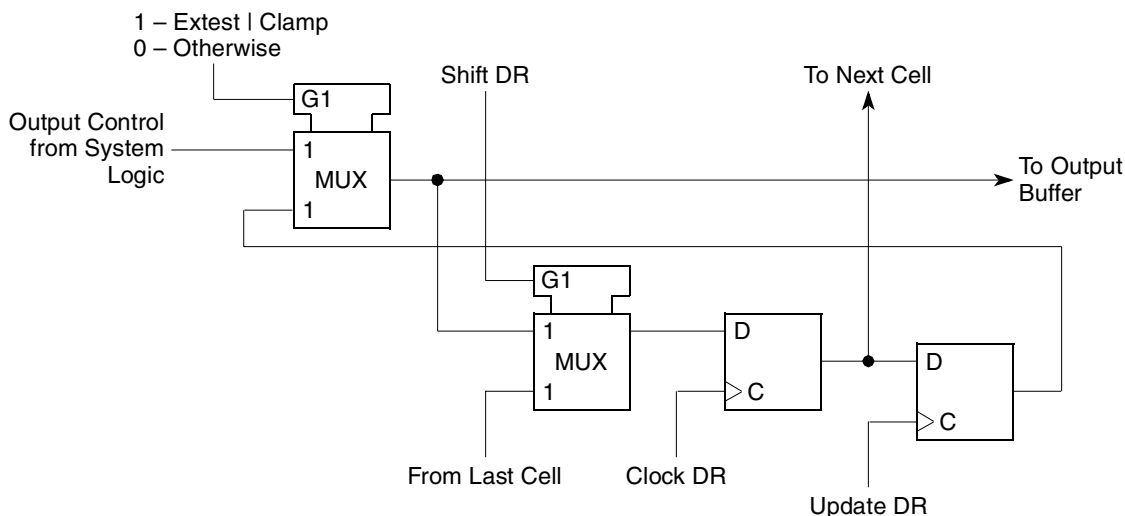 1 – Extest | Clamp
0 – Otherwise
Shift DR
To Next Cell
G1
Output Control
from System
Logic
1
MUX
1
To Output
Buffer
G1
1
MUX
1
D
C
D
C
From Last Cell
Clock DR
Update DR